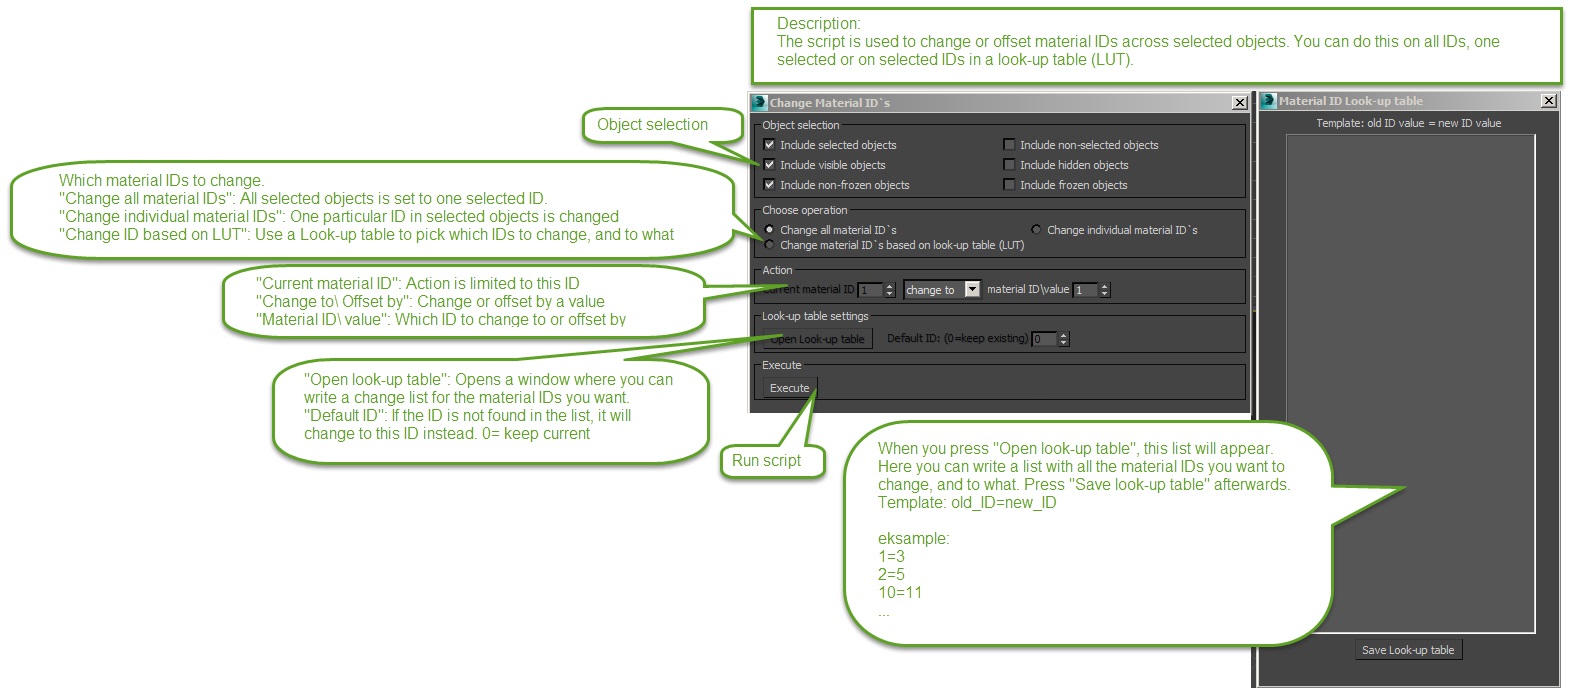 Description:
The script is used to change or offset material IDs across selected objects. You can do this on all IDs, one
selected or on selected IDs in a look-up table (LUT).
Change Material ID`s
Object selection
Object selection
Include selected objects
Include non-selected objects
Include visible objects
Include hidden objects
Include non-frozen objects
Include frozen objects
Which material IDs to change.
"Change all material IDs": All selected objects is set to one selected ID.
"Change individual material IDs": One particular ID in selected objects is changed
"Change ID based on LUT": Use a Look-up table to pick which IDs to change, and to what
Choose operation
Change all material ID`s
Change individual material ID`s
Change material ID`s based on look-up table (LUT)
"Current material ID": Action is limited to this ID
"Change to\ Offset by": Change or offset by a value
"Material ID\ value": Which ID to change to or offset by
Action
Current material ID 1 change to material ID\value 1
Look-up table settings
Open Look-up table Default ID: (0=keep existing) 0
"Open look-up table": Opens a window where you can
write a change list for the material IDs you want.
"Default ID": If the ID is not found in the list, it will
change to this ID instead. 0= keep current
Execute
Execute
Run script
Material ID Look-up table
Template: old ID value = new ID value
When you press "Open look-up table", this list will appear.
Here you can write a list with all the material IDs you want to
change, and to what. Press "Save look-up table" afterwards.
Template: old_ID=new_ID
eksample:
1=3
2=5
10=11
...
Save Look-up table